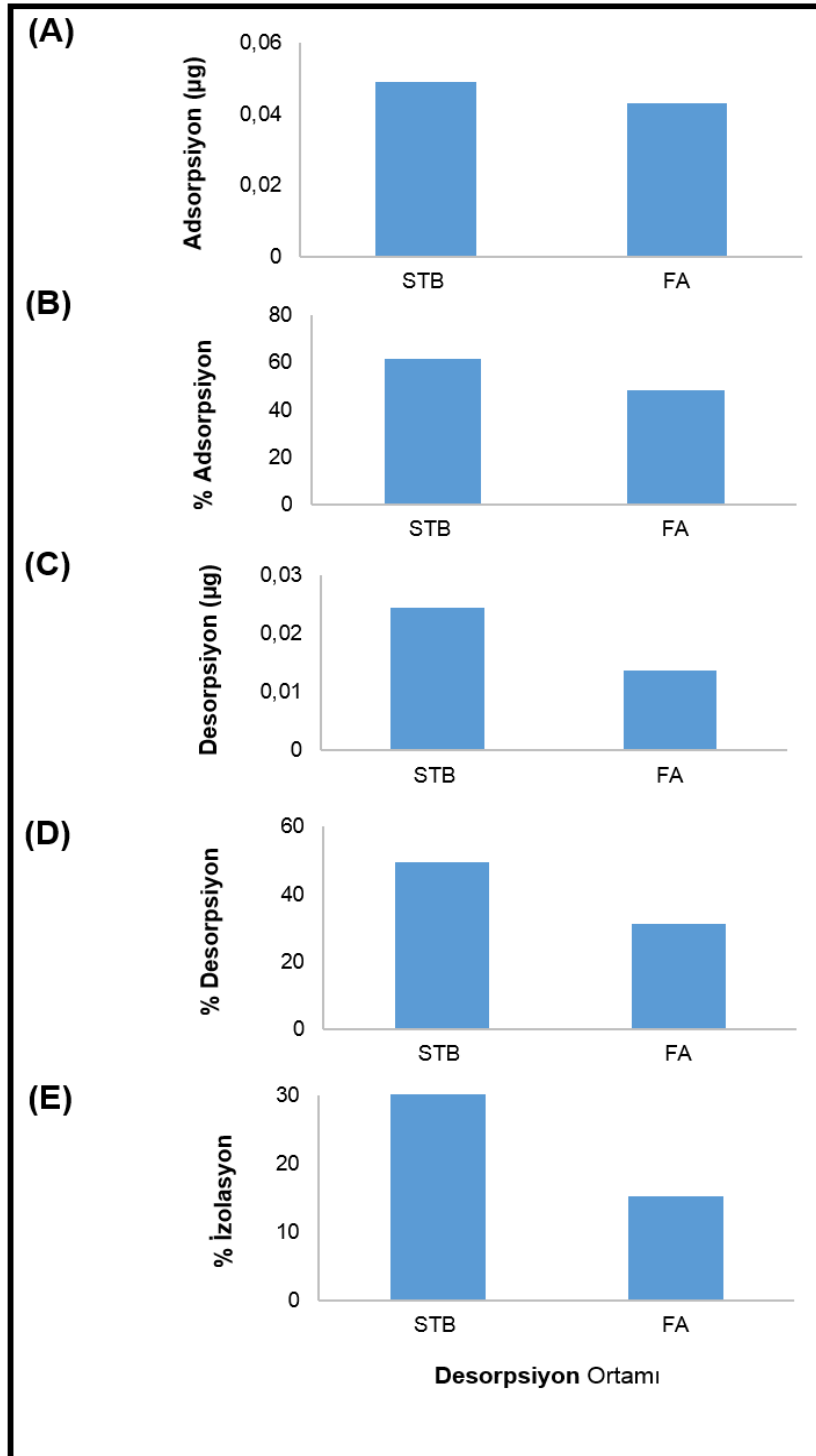 (A)
Adsorpsiyon (µg)
0,06
0,04
0,02
0
STB FA
(B)
% Adsorpsiyon
80
60
40
20
0
STB FA
(C)
Desorpsiyon (µg)
0,03
0,02
0,01
0
STB FA
(D)
% Desorpsiyon
60
40
20
0
STB FA
(E)
% İzolasyon
30
20
10
0
STB FA
Desorpsiyon Ortamı